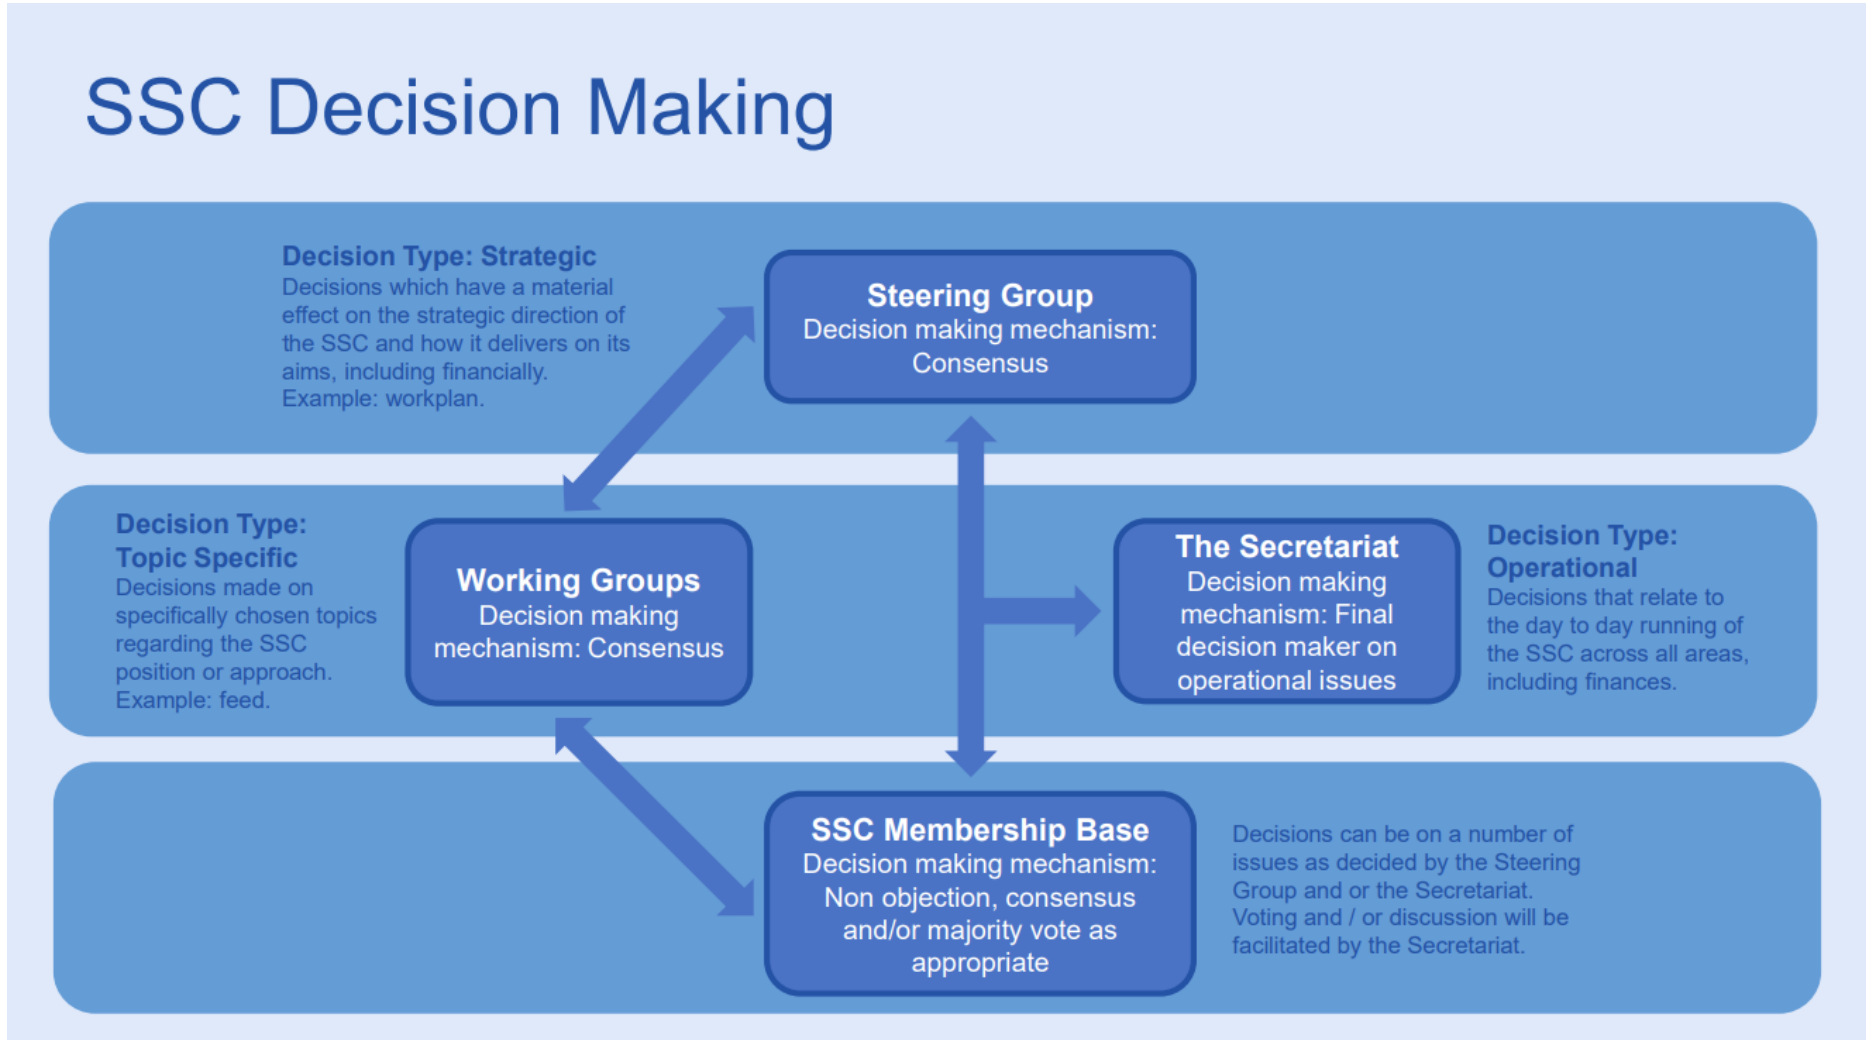 SSC Decision Making
Decision Type: Strategic
Decisions which have a material
effect on the strategic direction of
the SSC and how it delivers on its
aims, including financially.
Example: workplan.
Steering Group
Decision making mechanism:
Consensus
Decision Type:
Topic Specific
Decisions made on
specifically chosen topics
regarding the SSC
position or approach.
Example: feed.
Working Groups
Decision making
mechanism: Consensus
The Secretariat
Decision making
mechanism: Final
decision maker on
operational issues
Decision Type:
Operational
Decisions that relate to
the day to day running of
the SSC across all areas,
including finances.
SSC Membership Base
Decision making mechanism:
Non objection, consensus
and/or majority vote as
appropriate
Decisions can be on a number of
issues as decided by the Steering
Group and or the Secretariat.
Voting and / or discussion will be
facilitated by the Secretariat.